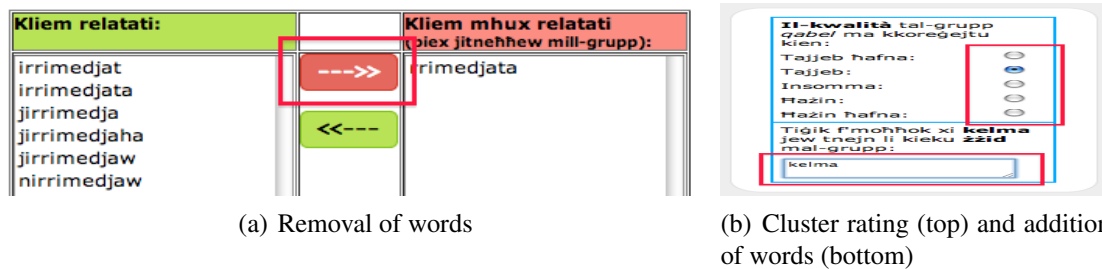 Kliem relatati:
irrimedjat
irrimedjata
jirrimedja
jirrimedjaha
jirrimedjaw
nirrimedjaw
--->>
<<---
Kliem mhux relatati
(biex jitneħħew mill-grupp):
rrimedjata
(a) Removal of words
Il-kwalità tal-grupp
qabel ma kkoreġejtu
kien:
Tajjeb ħafna:
Tajjeb:
Insomma:
Ħażin:
Ħażin ħafna:
Tiġik f'moħħok xi kelma
jew tnejn li kieku żżid
mal-grupp:
kelma
(b) Cluster rating (top) and addition
of words (bottom)